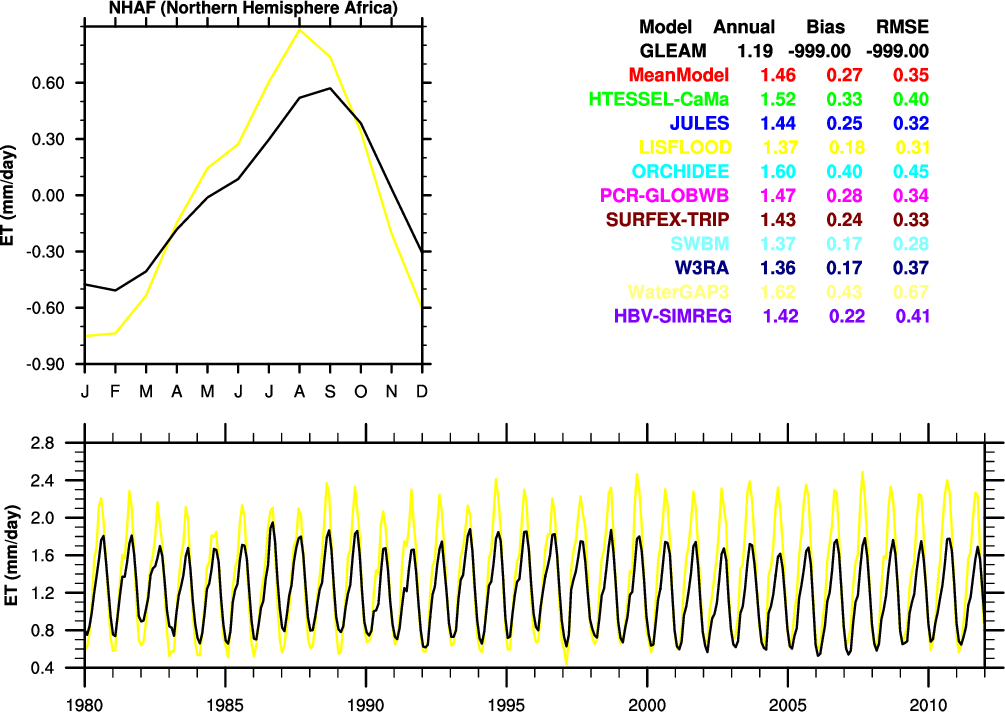 NHAF (Northern Hemisphere Africa)
ET (mm/day)
0.60
0.30
0.00
-0.30
-0.60
-0.90
J F M A M J J A S O N D
Model Annual Bias RMSE
GLEAM 1.19 -999.00 -999.00
MeanModel 1.46 0.27 0.35
HTESSEL-CaMa 1.52 0.33 0.40
JULES 1.44 0.25 0.32
LISFLOOD 1.37 0.18 0.31
ORCHIDEE 1.60 0.40 0.45
PCR-GLOBWB 1.47 0.28 0.34
SURFEX-TRIP 1.43 0.24 0.33
SWBM 1.37 0.17 0.28
W3RA 1.36 0.17 0.37
WaterGAP3 1.62 0.43 0.67
HBV-SIMREG 1.42 0.22 0.41
ET (mm/day)
2.8
2.4
2.0
1.6
1.2
0.8
0.4
1980 1985 1990 1995 2000 2005 2010